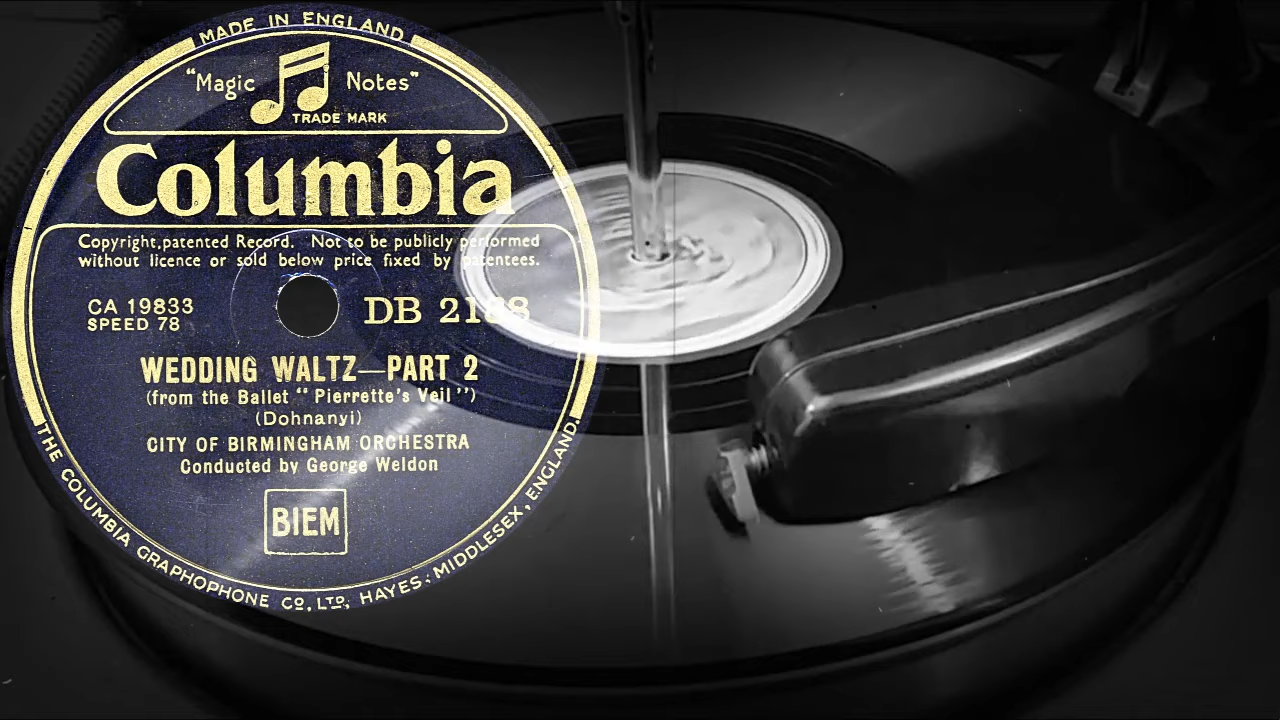 MADE IN ENGLAND
"Magic Notes"
TRADE MARK
Columbia
Copyright,patented Record. Not to be publicly performed
without licence or sold below price fixed by patentees.
CA 19833
SPEED 78
DB
WEDDING WALTZ—PART 2
(from the Ballet "Pierrette's Veil")
(Dohnanyi)
CITY OF BIRMINGHAM ORCHESTRA
Conducted by George Weldon
BIEM
THE COLUMBIA GRAPHOPHONE CO., LTD, HAYES, MIDDLESEX, ENGLAND.